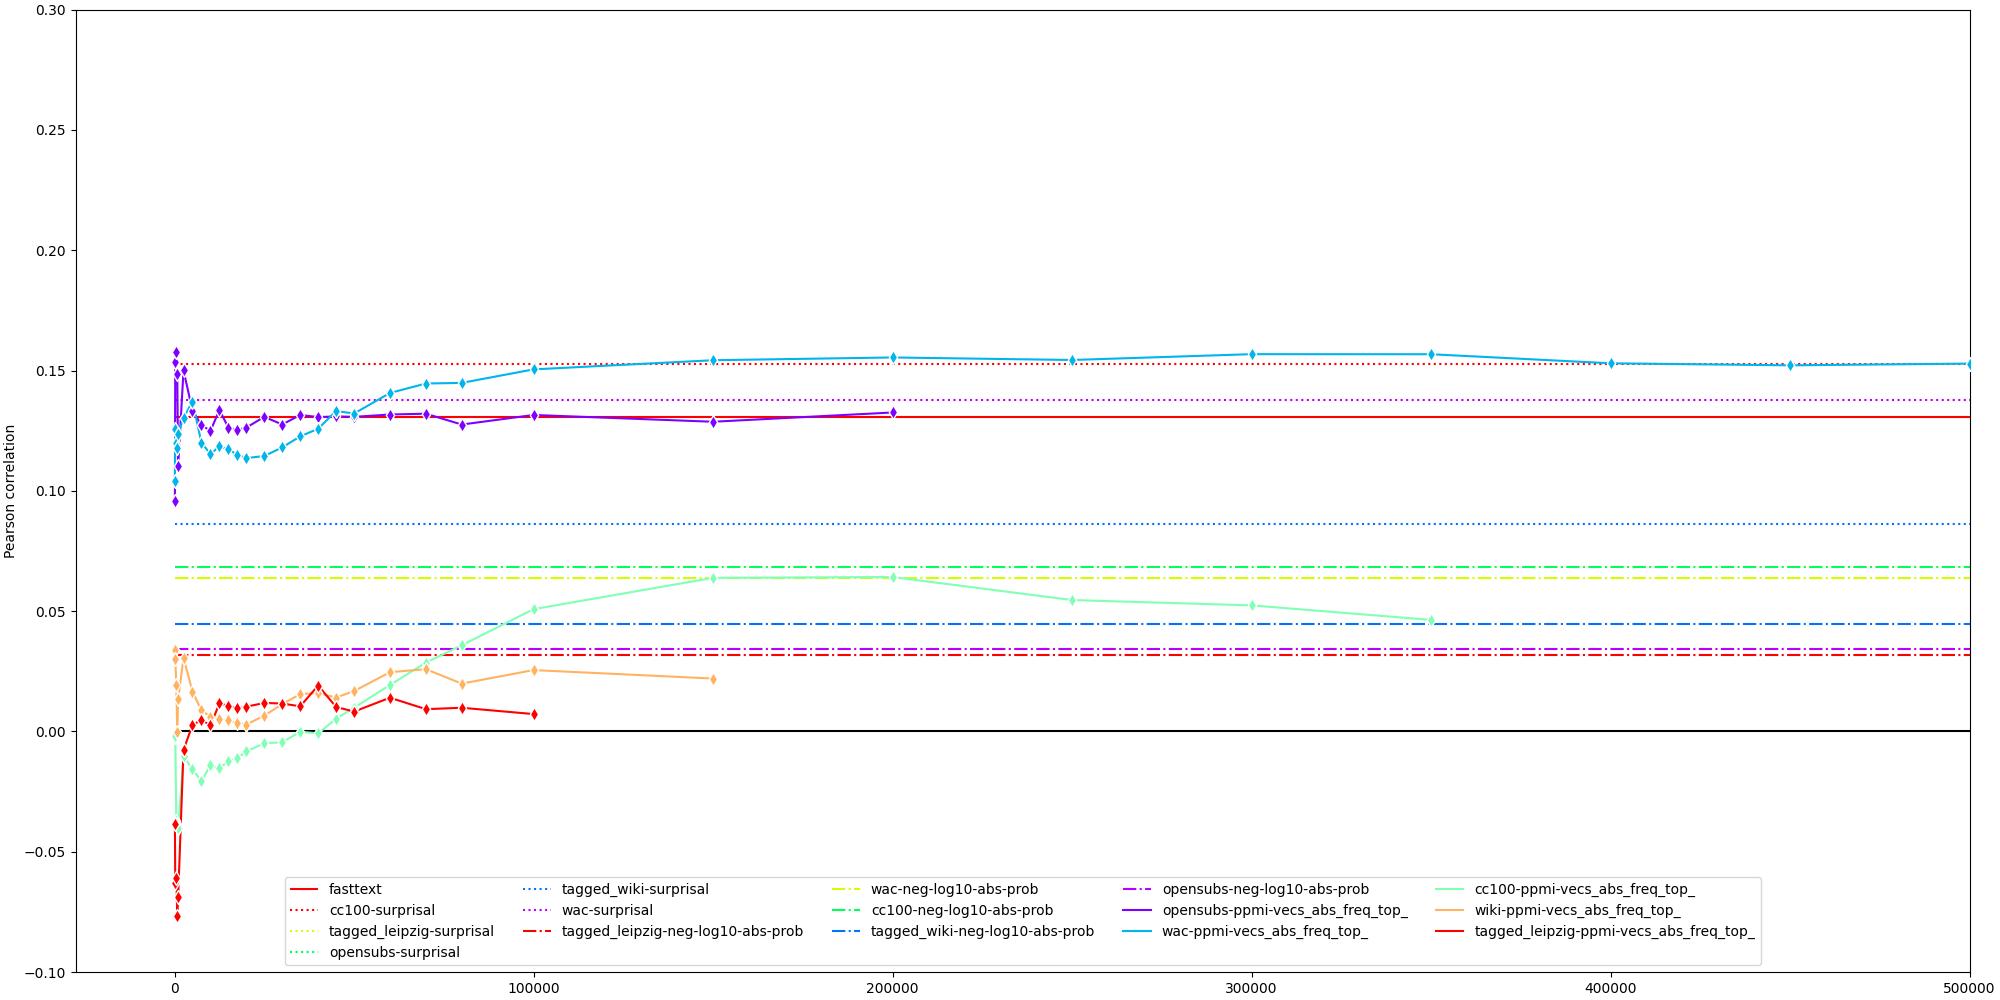 0.30
0.25
0.20
0.15
0.10
0.05
0.00
−0.05
−0.10
Pearson correlation
0 100000 200000 300000 400000 500000
fasttext
cc100-surprisal
tagged_leipzig-surprisal
opensubs-surprisal
tagged_wiki-surprisal
wac-surprisal
tagged_leipzig-neg-log10-abs-prob
wac-neg-log10-abs-prob
cc100-neg-log10-abs-prob
tagged_wiki-neg-log10-abs-prob
opensubs-neg-log10-abs-prob
opensubs-ppmi-vecs_abs_freq_top_
wac-ppmi-vecs_abs_freq_top_
cc100-ppmi-vecs_abs_freq_top_
wiki-ppmi-vecs_abs_freq_top_
tagged_leipzig-ppmi-vecs_abs_freq_top_